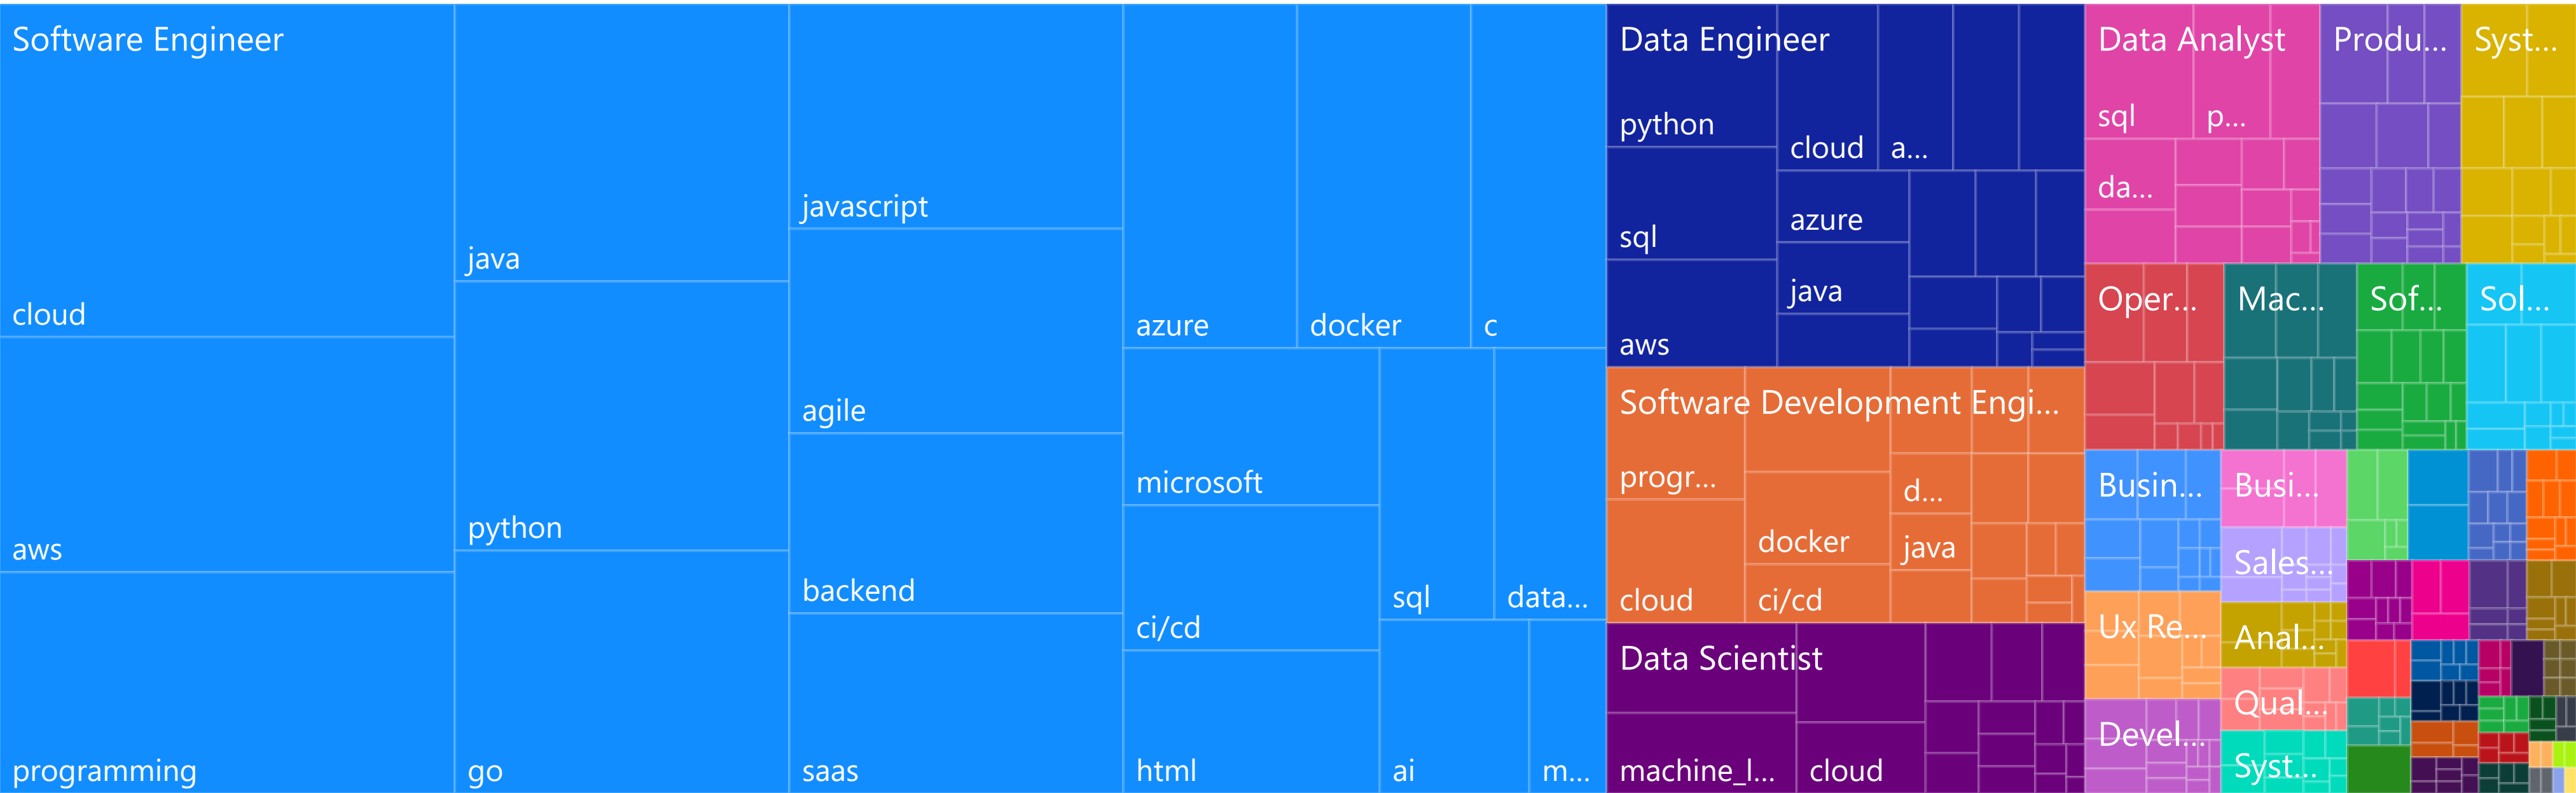 Software Engineer
cloud
aws
programming
java
python
go
javascript
agile
backend
saas
azure
docker
c
microsoft
ci/cd
html
sql
data...
ai
m...
Data Engineer
python
sql
aws
cloud
a...
azure
java
Software Development Engi...
progr...
cloud
docker
ci/cd
d...
java
Data Scientist
machine_l...
cloud
Data Analyst
sql
p...
da...
Produ...
Syst...
Oper...
Mac...
Sof...
Sol...
Busin...
Ux Re...
Devel...
Busi...
Sales...
Anal...
Qual...
Syst...